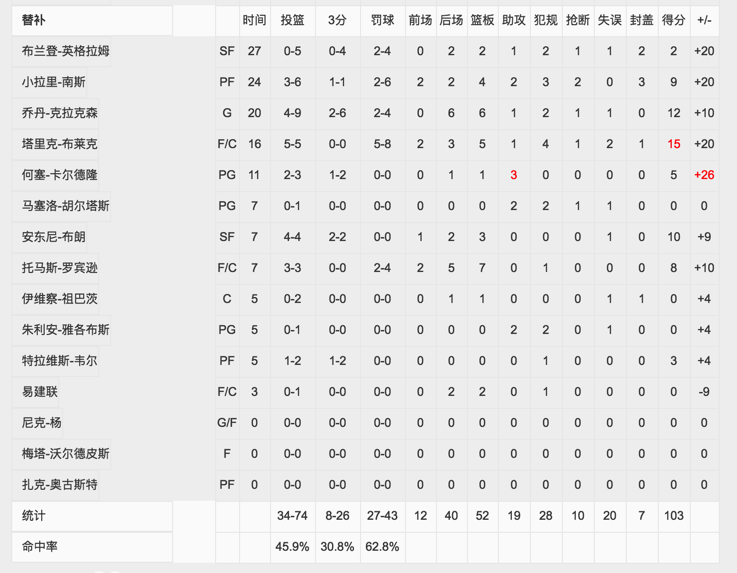 替补 时间 投篮 3分 罚球 前场 后场 篮板 助攻 犯规 抢断 失误 封盖 得分 +/-
布兰登-英格拉姆 SF 27 0-5 0-4 2-4 0 2 2 1 2 1 1 2 2 +20
小拉里-南斯 PF 24 3-6 1-1 2-6 2 2 4 2 3 2 0 3 9 +20
乔丹-克拉克森 G 20 4-9 2-6 2-4 0 6 6 1 2 1 1 0 12 +10
塔里克-布莱克 F/C 16 5-5 0-0 5-8 2 3 5 1 4 1 2 1 15 +20
何塞-卡尔德隆 PG 11 2-3 1-2 0-0 0 1 1 3 0 0 0 0 5 +26
马塞洛-胡尔塔斯 PG 7 0-1 0-0 0-0 0 0 0 2 2 1 1 0 0 0
安东尼-布朗 SF 7 4-4 2-2 0-0 1 2 3 0 0 0 1 0 10 +9
托马斯-罗宾逊 F/C 7 3-3 0-0 2-4 2 5 7 0 1 0 0 0 8 +10
伊维察-祖巴茨 C 5 0-2 0-0 0-0 0 1 1 0 0 0 1 1 0 +4
朱利安-雅各布斯 PG 5 0-1 0-0 0-0 0 0 0 2 2 0 1 0 0 +4
特拉维斯-韦尔 PF 5 1-2 1-2 0-0 0 0 0 0 1 0 0 0 3 +4
易建联 F/C 3 0-1 0-0 0-0 0 2 2 0 1 0 0 0 0 -9
尼克-杨 G/F 0 0-0 0-0 0-0 0 0 0 0 0 0 0 0 0 0
梅塔-沃尔德皮斯 F 0 0-0 0-0 0-0 0 0 0 0 0 0 0 0 0 0
扎克-奥古斯特 PF 0 0-0 0-0 0-0 0 0 0 0 0 0 0 0 0 0
统计 34-74 8-26 27-43 12 40 52 19 28 10 20 7 103
命中率 45.9% 30.8% 62.8%